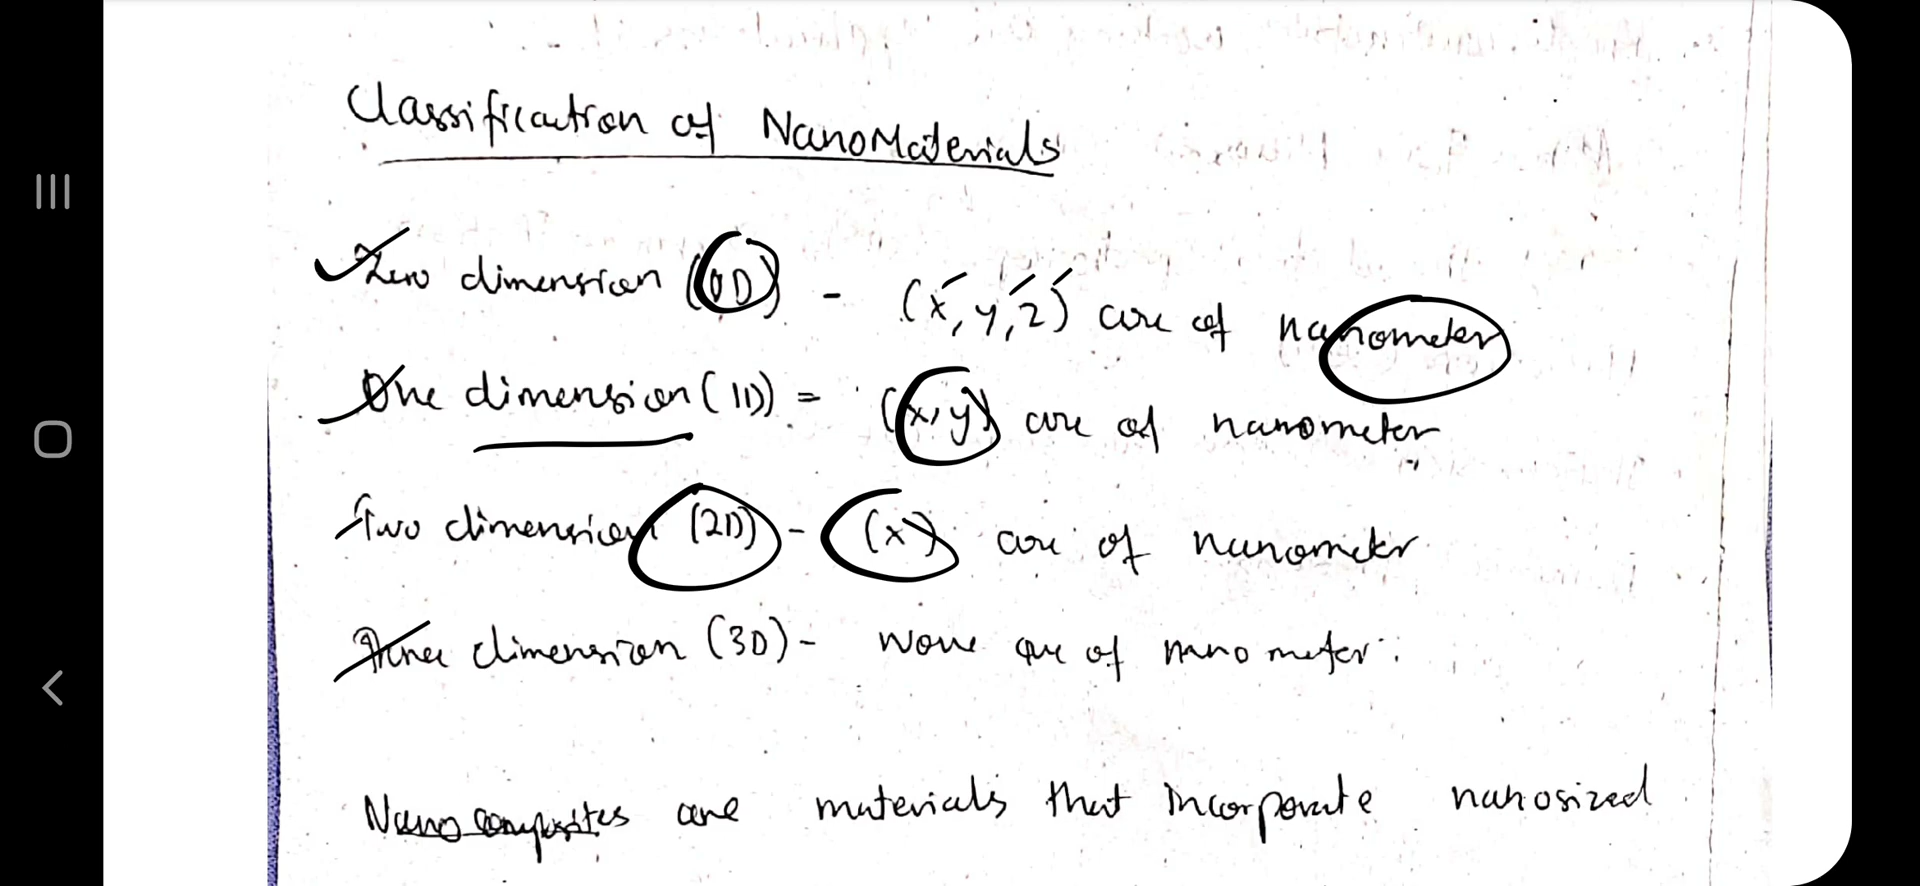 Classification of NanoMaterials
Zero dimension (0D) - (x, y, z) are of nanometer
One dimension (1D) = (x, y) are of nanometer
Two dimension (2D) - (x) are of nanometer
Three dimension (3D) - None are of nanometer.
Nanocomposites are materials that incorporate nanosized